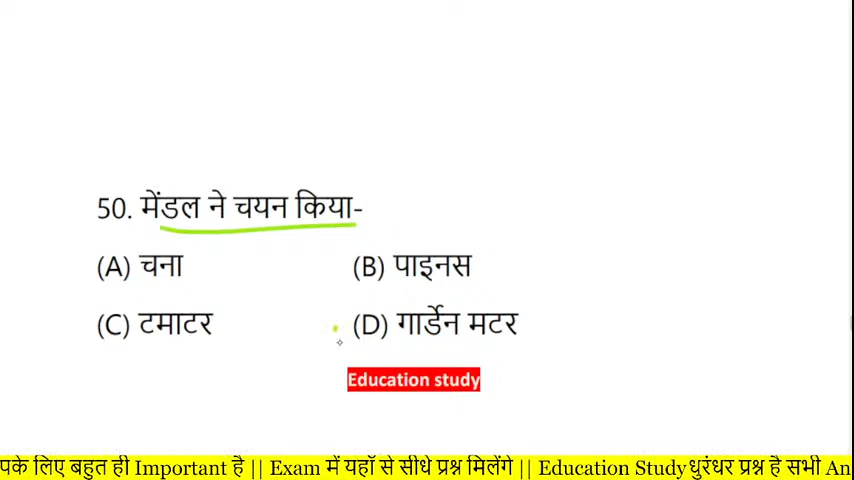 50. मेंडल ने चयन किया-
(A) चना (B) पाइनस
(C) टमाटर (D) गार्डेन मटर
Education study
पके लिए बहुत ही Important है || Exam में यहाँ से सीधे प्रश्न मिलेंगे || Education Studyधुरंधर प्रश्न है सभी An